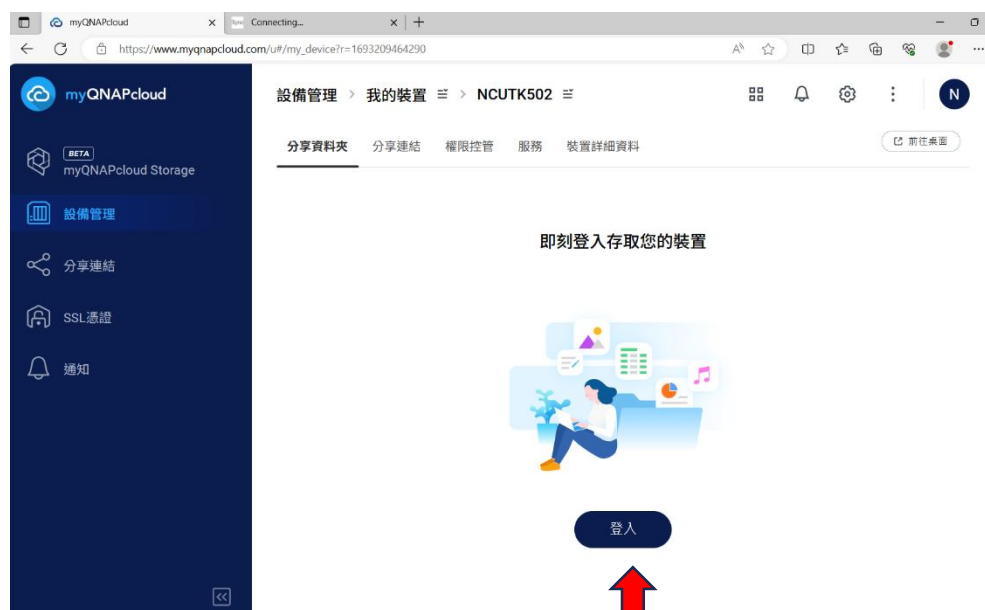 myQNAPcloud
Connecting...
https://www.myqnapcloud.com/u#/my_device?r=1693209464290
myQNAPcloud
設備管理 > 我的裝置 > NCUTK502
N
分享資料夾 分享連結 權限控管 服務 裝置詳細資料
前往桌面
BETA
myQNAPcloud Storage
設備管理
分享連結
SSL憑證
通知
即刻登入存取您的裝置
登入